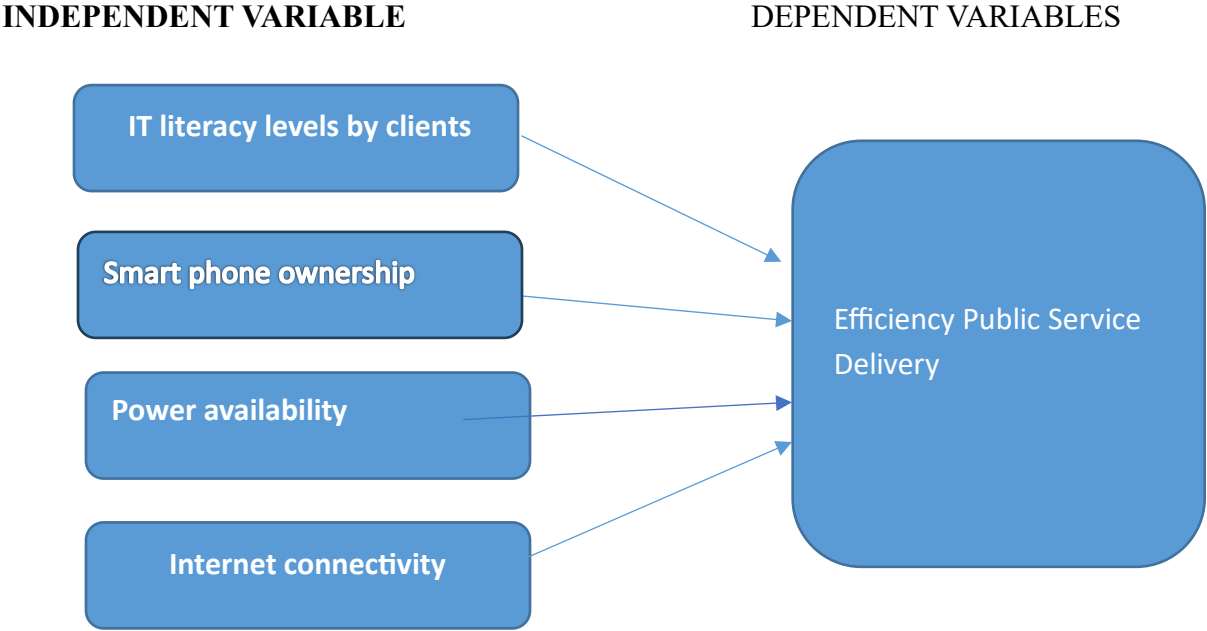 INDEPENDENT VARIABLE
DEPENDENT VARIABLES
IT literacy levels by clients
Smart phone ownership
Power availability
Internet connectivity
Efficiency Public Service
Delivery